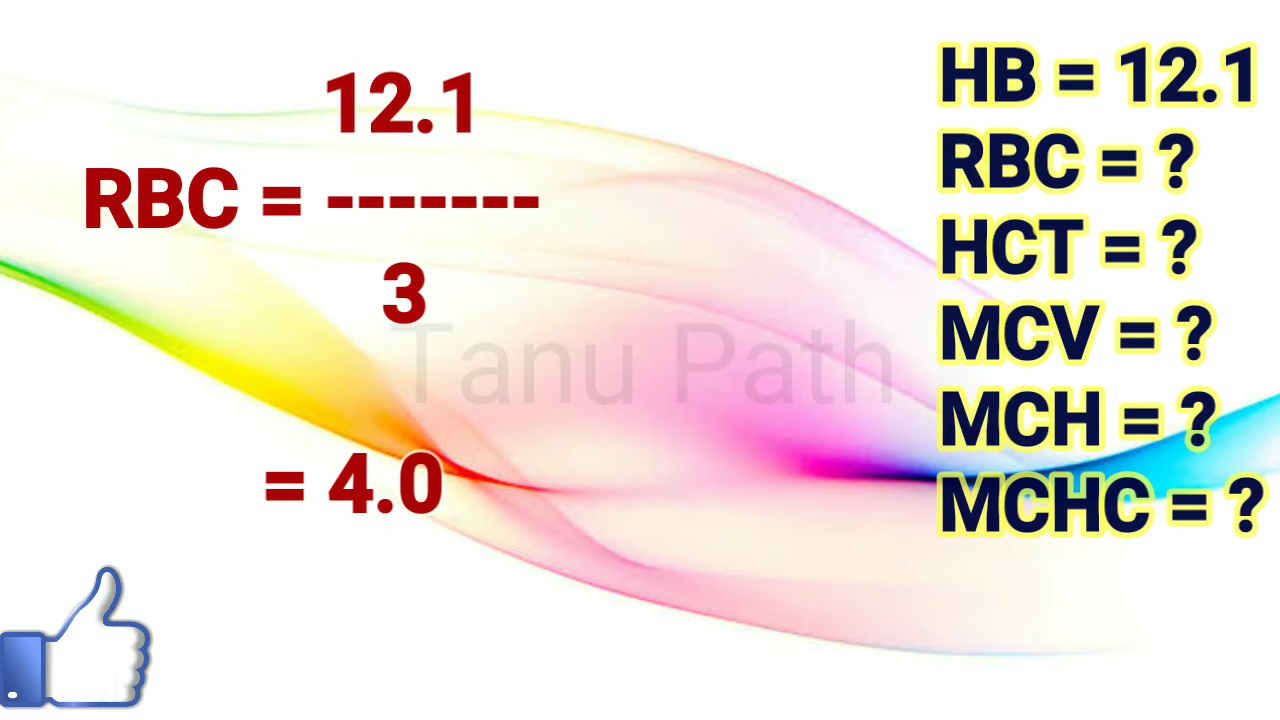 12.1
RBC = -------
3
= 4.0
HB = 12.1
RBC = ?
HCT = ?
MCV = ?
MCH = ?
MCHC = ?
Tanu Path